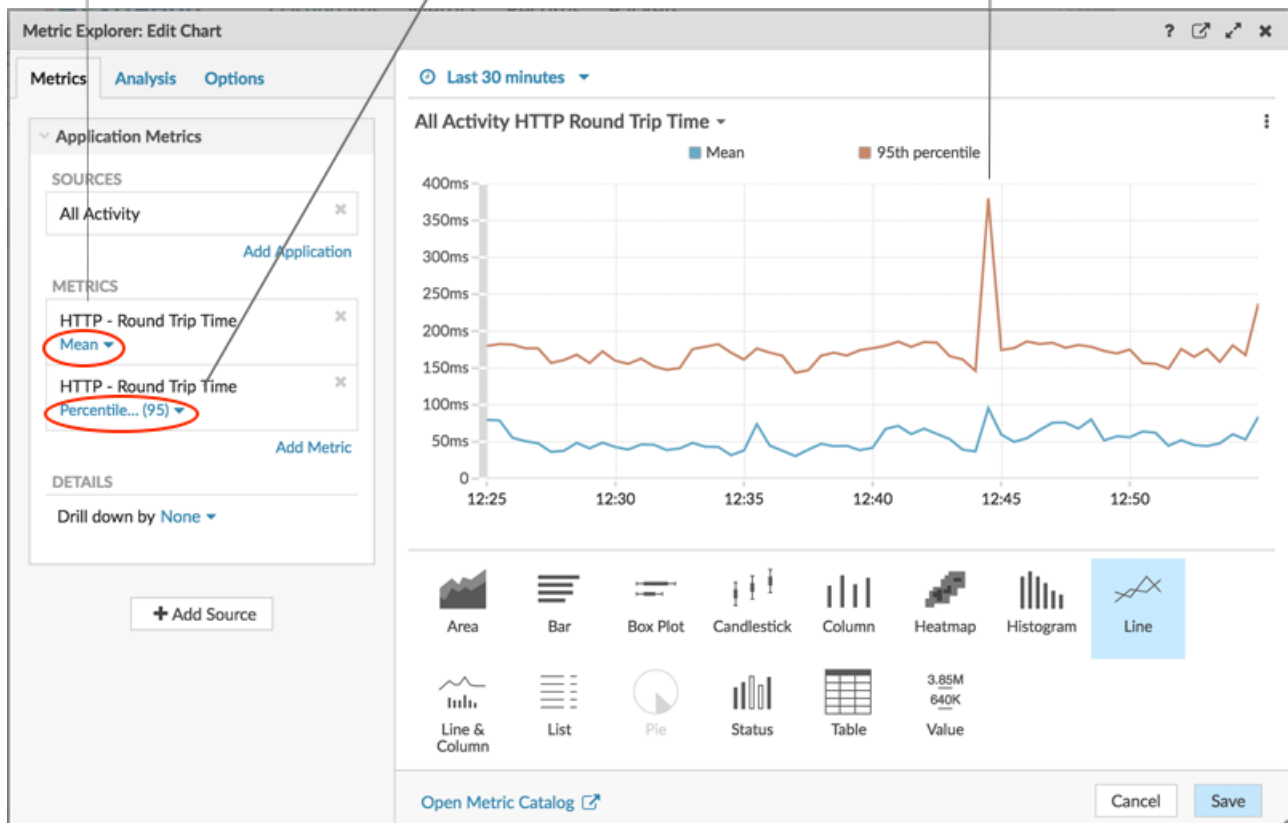 Metric Explorer: Edit Chart
?
Metrics
Analysis
Options
Last 30 minutes
Application Metrics
SOURCES
All Activity
Add Application
METRICS
HTTP - Round Trip Time
Mean
HTTP - Round Trip Time
Percentile... (95)
Add Metric
DETAILS
Drill down by None
+ Add Source
All Activity HTTP Round Trip Time
Mean
95th percentile
400ms
350ms
300ms
250ms
200ms
150ms
100ms
50ms
0
12:25
12:30
12:35
12:40
12:45
12:50
Area
Bar
Box Plot
Candlestick
Column
Heatmap
Histogram
Line
3.85M
640K
Line &
Column
List
Pie
Status
Table
Value
Open Metric Catalog
Cancel
Save